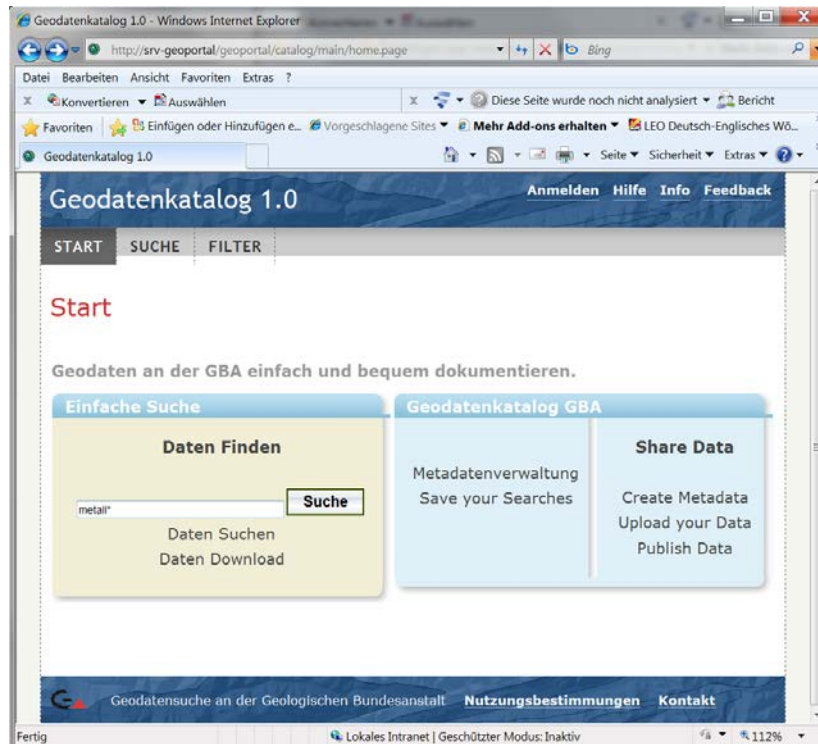 Geodatenkatalog 1.0 - Windows Internet Explorer
http://srv-geoportal/geoportal/catalog/main/home.page
Bing
Datei Bearbeiten Ansicht Favoriten Extras ?
x Konvertieren Auswählen
x Diese Seite wurde noch nicht analysiert Bericht
Favoriten Einfügen oder Hinzufügen e... Vorgeschlagene Sites Mehr Add-ons erhalten LEO Deutsch-Englisches Wö...
Geodatenkatalog 1.0
Seite Sicherheit Extras
Geodatenkatalog 1.0
Anmelden Hilfe Info Feedback
START SUCHE FILTER
Start
Geodaten an der GBA einfach und bequem dokumentieren.
Einfache Suche
Daten Finden
metall*
Suche
Daten Suchen
Daten Download
Geodatenkatalog GBA
Metadatenverwaltung
Save your Searches
Share Data
Create Metadata
Upload your Data
Publish Data
Geodatensuche an der Geologischen Bundesanstalt Nutzungsbestimmungen Kontakt
Fertig
Lokales Intranet | Geschützter Modus: Inaktiv
112%